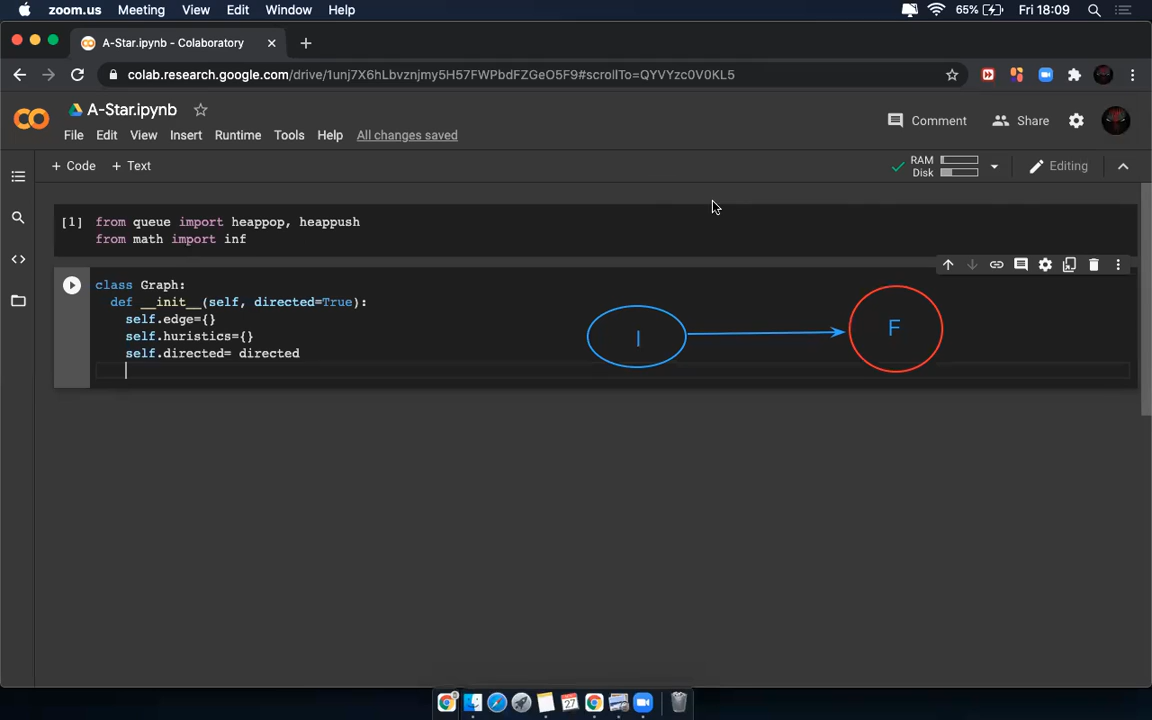 zoom.us Meeting View Edit Window Help 65% Fri 18:09
A-Star.ipynb - Colaboratory
colab.research.google.com/drive/1unj7X6hLbvznjmy5H57FWPbdFZGeO5F9#scrollTo=QYVYzc0V0KL5
A-Star.ipynb
File Edit View Insert Runtime Tools Help All changes saved
Comment Share
+ Code + Text
RAM
Disk
Editing
[1] from queue import heappop, heappush
from math import inf
class Graph:
def __init__(self, directed=True):
self.edge={}
self.huristics={}
self.directed= directed
I
F